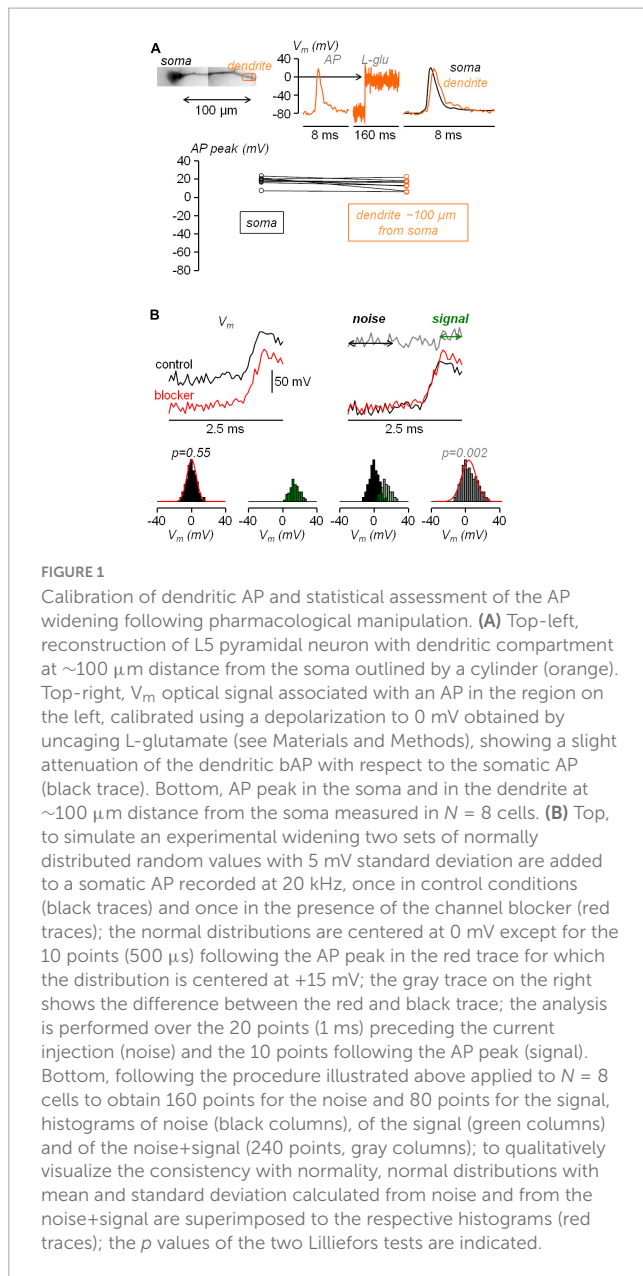 A
soma
dendrite
100 µm
Vm (mV)
AP
L-glu
40
0
-40
-80
8 ms
160 ms
soma
dendrite
8 ms
AP peak (mV)
40
20
0
-20
-40
-60
-80
soma
dendrite ~100 µm
from soma
B
Vm
control
blocker
50 mV
2.5 ms
noise
signal
2.5 ms
p=0.55
p=0.002
-40 0 40
-40 0 40
-40 0 40
-40 0 40
Vm (mV)
Vm (mV)
Vm (mV)
Vm (mV)
FIGURE 1
Calibration of dendritic AP and statistical assessment of the AP
widening following pharmacological manipulation. (A) Top-left,
reconstruction of L5 pyramidal neuron with dendritic compartment
at ∼100 µm distance from the soma outlined by a cylinder (orange).
Top-right, Vm optical signal associated with an AP in the region on
the left, calibrated using a depolarization to 0 mV obtained by
uncaging L-glutamate (see Materials and Methods), showing a slight
attenuation of the dendritic bAP with respect to the somatic AP
(black trace). Bottom, AP peak in the soma and in the dendrite at
∼100 µm distance from the soma measured in N = 8 cells. (B) Top,
to simulate an experimental widening two sets of normally
distributed random values with 5 mV standard deviation are added
to a somatic AP recorded at 20 kHz, once in control conditions
(black traces) and once in the presence of the channel blocker (red
traces); the normal distributions are centered at 0 mV except for the
10 points (500 µs) following the AP peak in the red trace for which
the distribution is centered at +15 mV; the gray trace on the right
shows the difference between the red and black trace; the analysis
is performed over the 20 points (1 ms) preceding the current
injection (noise) and the 10 points following the AP peak (signal).
Bottom, following the procedure illustrated above applied to N = 8
cells to obtain 160 points for the noise and 80 points for the signal,
histograms of noise (black columns), of the signal (green columns)
and of the noise+signal (240 points, gray columns); to qualitatively
visualize the consistency with normality, normal distributions with
mean and standard deviation calculated from noise and from the
noise+signal are superimposed to the respective histograms (red
traces); the p values of the two Lilliefors tests are indicated.